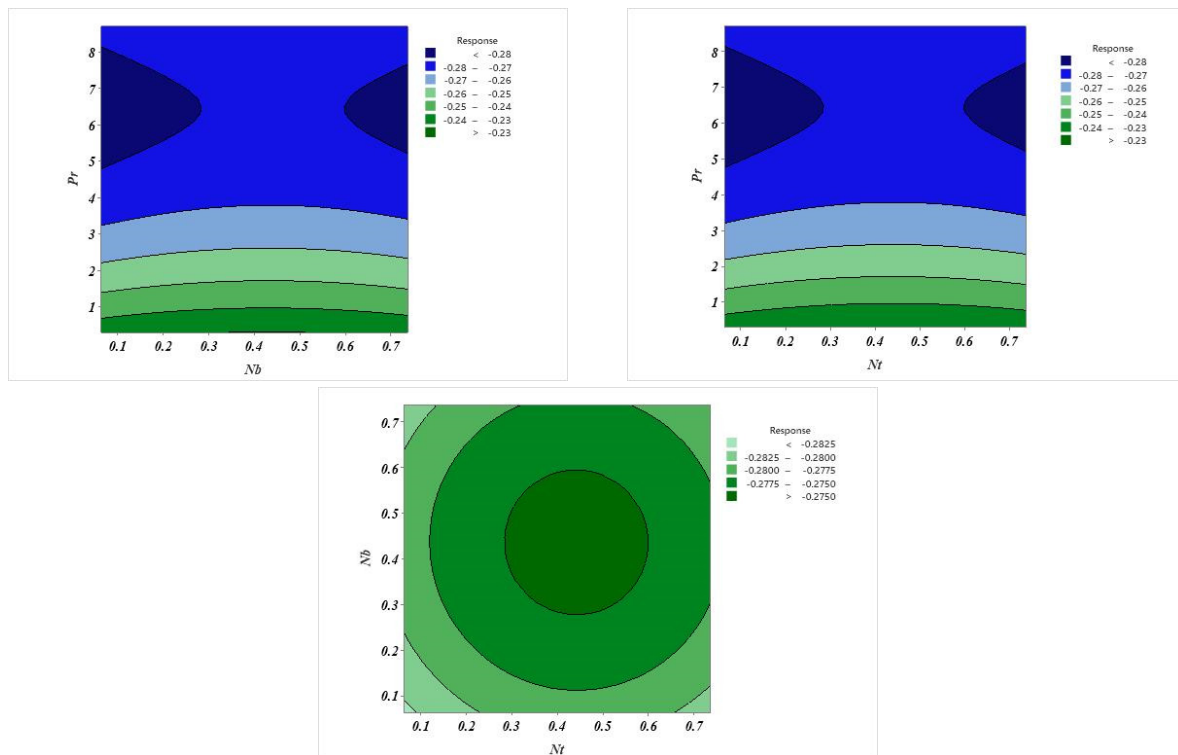 Response
< -0.28
-0.28 – -0.27
-0.27 – -0.26
-0.26 – -0.25
-0.25 – -0.24
-0.24 – -0.23
> -0.23
8
7
6
5
4
3
2
1
Pr
0.1 0.2 0.3 0.4 0.5 0.6 0.7
Nb
Response
< -0.28
-0.28 – -0.27
-0.27 – -0.26
-0.26 – -0.25
-0.25 – -0.24
-0.24 – -0.23
> -0.23
8
7
6
5
4
3
2
1
Pr
0.1 0.2 0.3 0.4 0.5 0.6 0.7
Nt
Response
< -0.2825
-0.2825 – -0.2800
-0.2800 – -0.2775
-0.2775 – -0.2750
> -0.2750
0.7
0.6
0.5
0.4
0.3
0.2
0.1
Nb
0.1 0.2 0.3 0.4 0.5 0.6 0.7
Nt